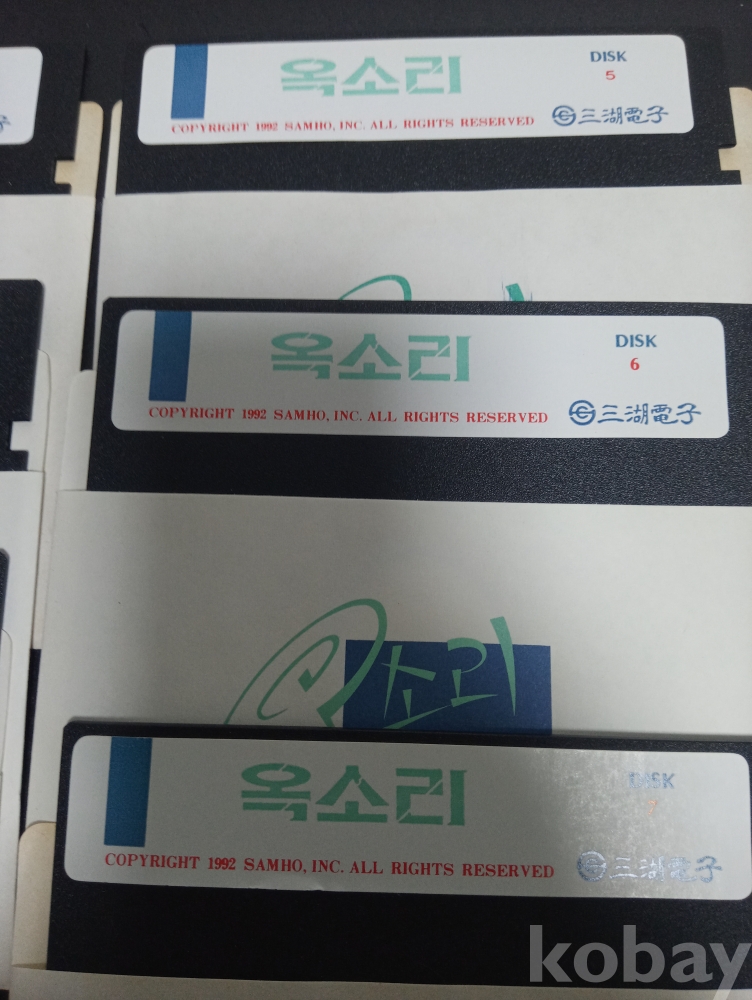 옥소리
DISK
5
COPYRIGHT 1992 SAMHO, INC. ALL RIGHTS RESERVED
三湖電子
옥소리
DISK
6
COPYRIGHT 1992 SAMHO, INC. ALL RIGHTS RESERVED
三湖電子
소리
옥소리
DISK
7
COPYRIGHT 1992 SAMHO, INC. ALL RIGHTS RESERVED
三湖電子
kobay